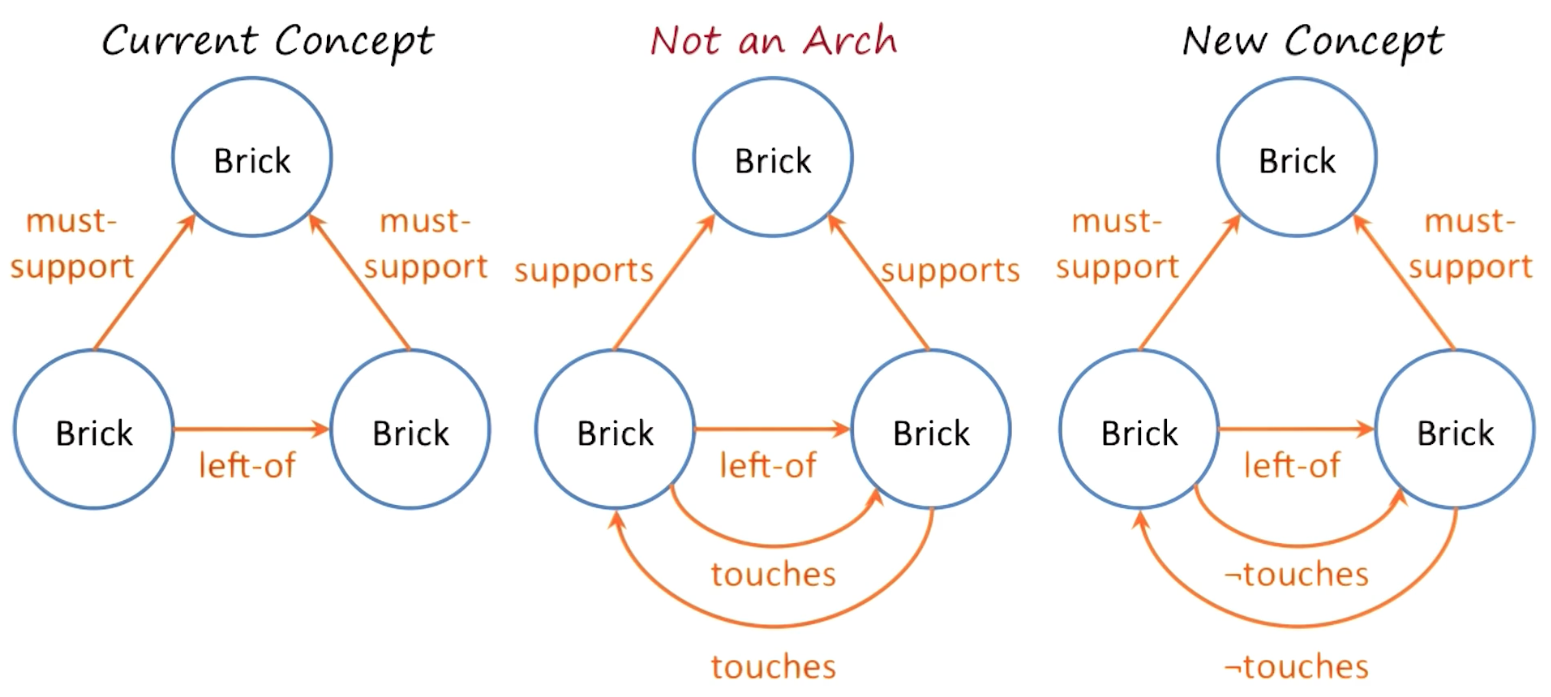 Current Concept
Brick
must-
support
must-
support
Brick
Brick
left-of
Not an Arch
Brick
supports
supports
Brick
Brick
left-of
touches
touches
New Concept
Brick
must-
support
must-
support
Brick
Brick
left-of
¬touches
¬touches